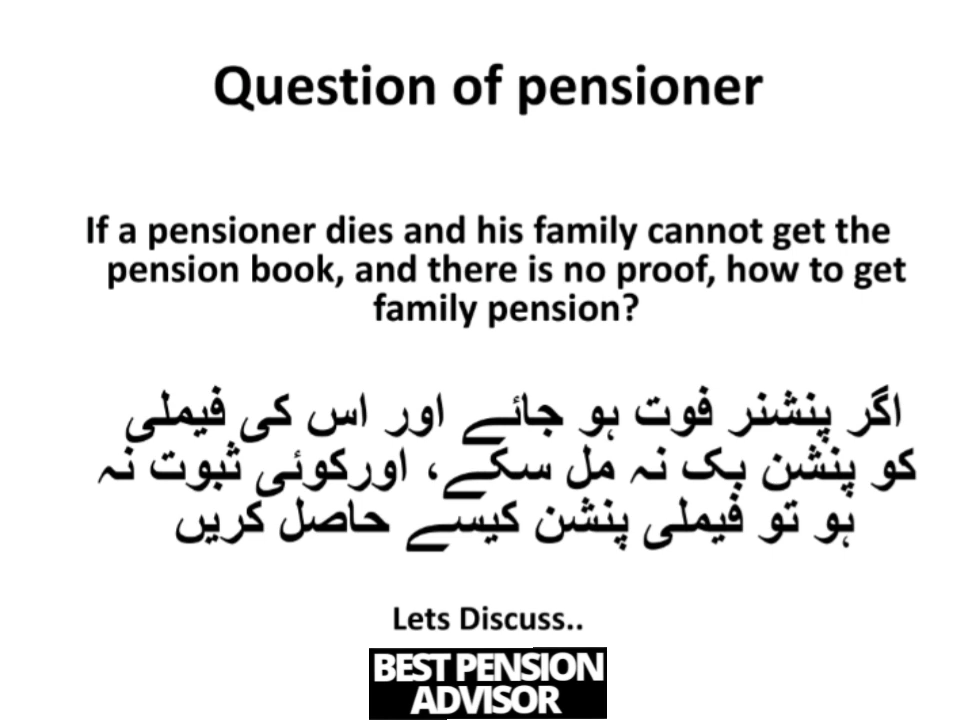 Question of pensioner
If a pensioner dies and his family cannot get the
pension book, and there is no proof, how to get
family pension?
اگر پنشنر فوت ہو جائے اور اس کی فیملی
کو پنشن بک نہ مل سکے، اورکوئی ثبوت نہ
ہو تو فیملی پنشن کیسے حاصل کریں
Lets Discuss..
BEST PENSION
ADVISOR